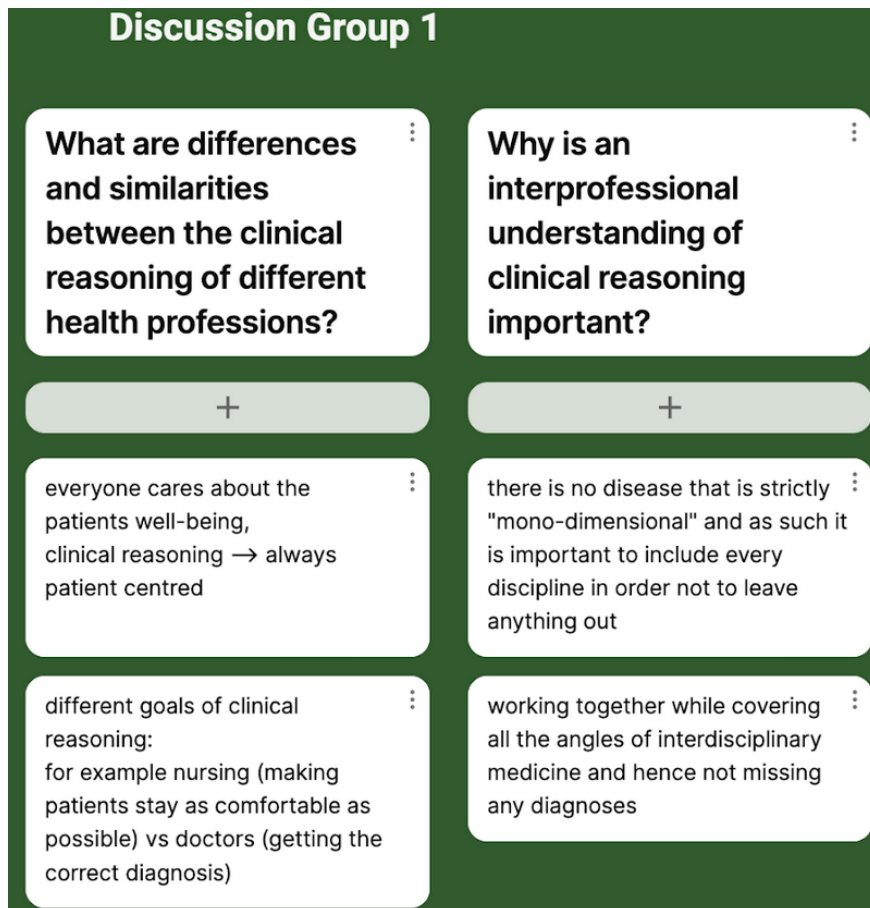 Discussion Group 1
What are differences
and similarities
between the clinical
reasoning of different
health professions?
+
everyone cares about the
patients well-being,
clinical reasoning → always
patient centred
different goals of clinical
reasoning:
for example nursing (making
patients stay as comfortable as
possible) vs doctors (getting the
correct diagnosis)
Why is an
interprofessional
understanding of
clinical reasoning
important?
+
there is no disease that is strictly
"mono-dimensional" and as such it
is important to include every
discipline in order not to leave
anything out
working together while covering
all the angles of interdisciplinary
medicine and hence not missing
any diagnoses